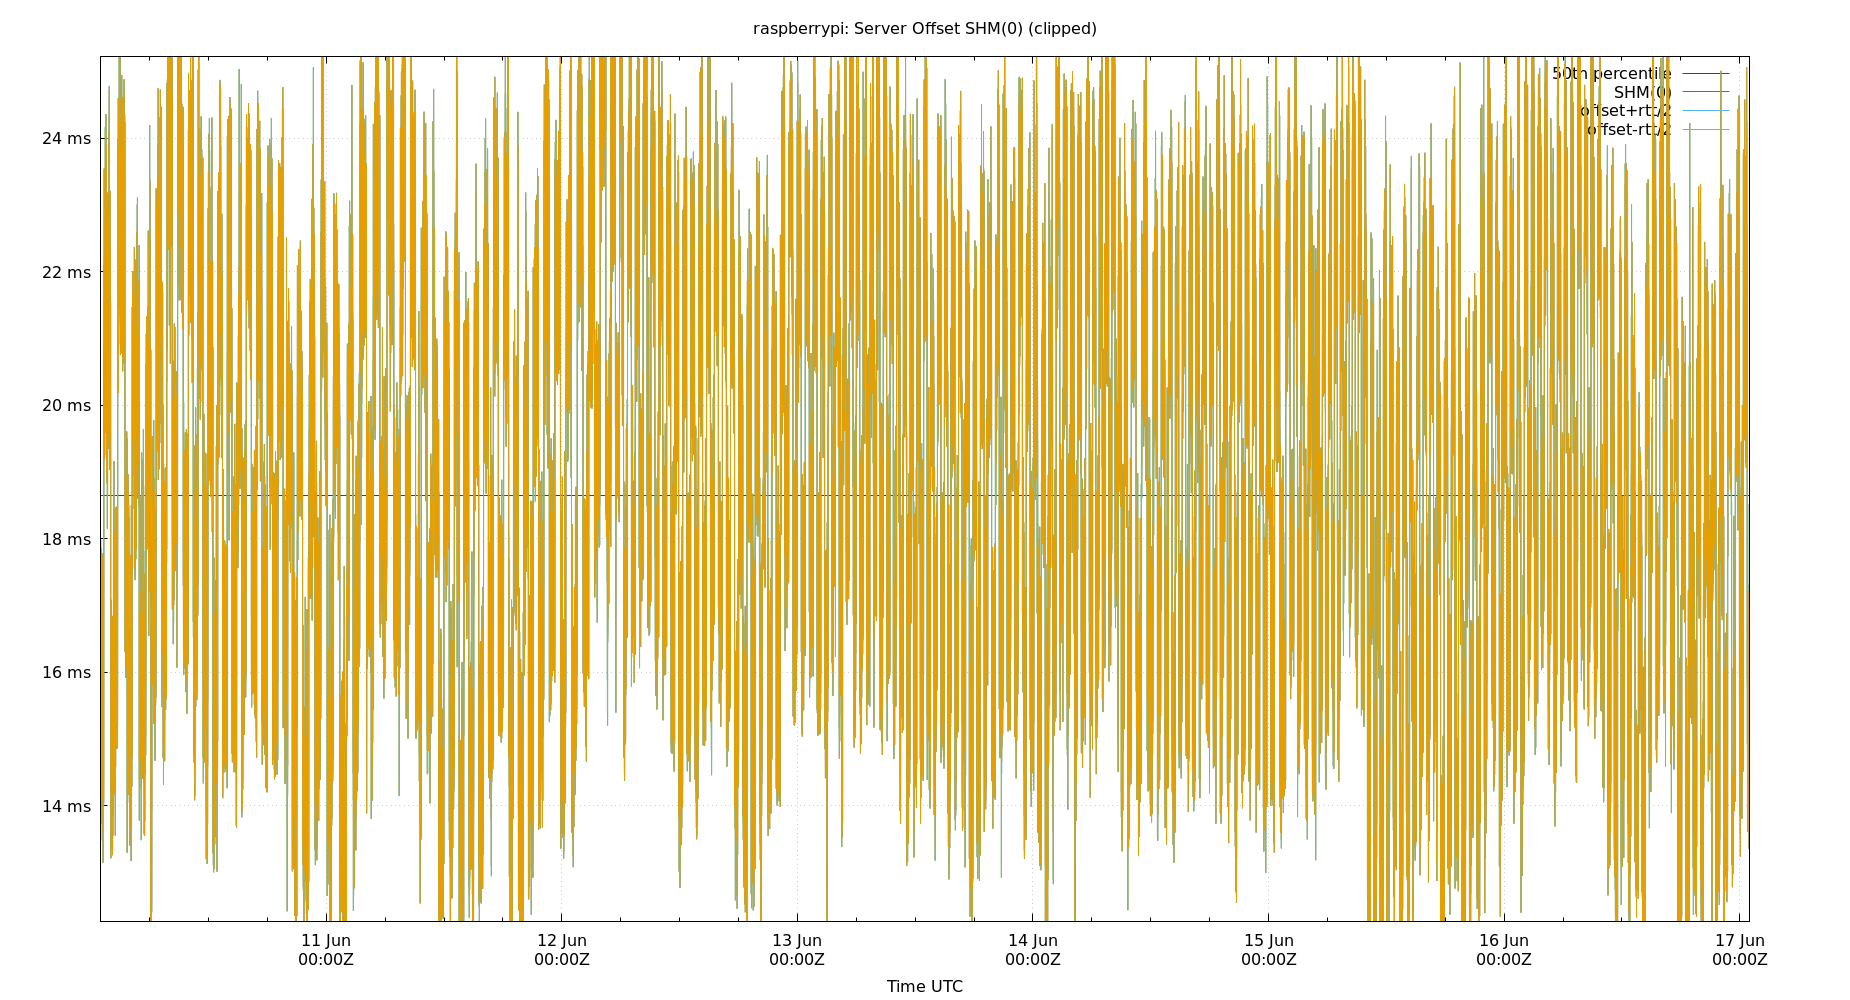 raspberrypi: Server Offset SHM(0) (clipped)
50th percentile
SHM(0)
offset+rtt/2
offset-rtt/2
24 ms
22 ms
20 ms
18 ms
16 ms
14 ms
11 Jun 12 Jun 13 Jun 14 Jun 15 Jun 16 Jun 17 Jun
00:00Z 00:00Z 00:00Z 00:00Z 00:00Z 00:00Z 00:00Z
Time UTC